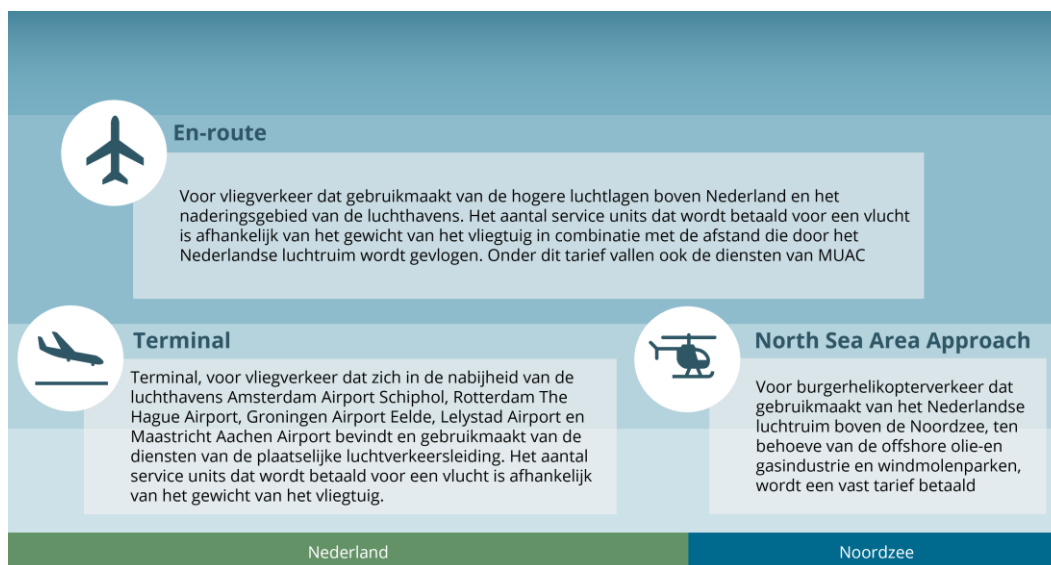 En-route
Voor vliegverkeer dat gebruikmaakt van de hogere luchtlagen boven Nederland en het
naderingsgebied van de luchthavens. Het aantal service units dat wordt betaald voor een vlucht
is afhankelijk van het gewicht van het vliegtuig in combinatie met de afstand die door het
Nederlandse luchtruim wordt gevlogen. Onder dit tarief vallen ook de diensten van MUAC
Terminal
Terminal, voor vliegverkeer dat zich in de nabijheid van de
luchthavens Amsterdam Airport Schiphol, Rotterdam The
Hague Airport, Groningen Airport Eelde, Lelystad Airport en
Maastricht Aachen Airport bevindt en gebruikmaakt van de
diensten van de plaatselijke luchtverkeersleiding. Het aantal
service units dat wordt betaald voor een vlucht is afhankelijk
van het gewicht van het vliegtuig.
North Sea Area Approach
Voor burgerhelikopterverkeer dat
gebruikmaakt van het Nederlandse
luchtruim boven de Noordzee, ten
behoeve van de offshore olie-en
gasindustrie en windmolenparken,
wordt een vast tarief betaald
Nederland
Noordzee